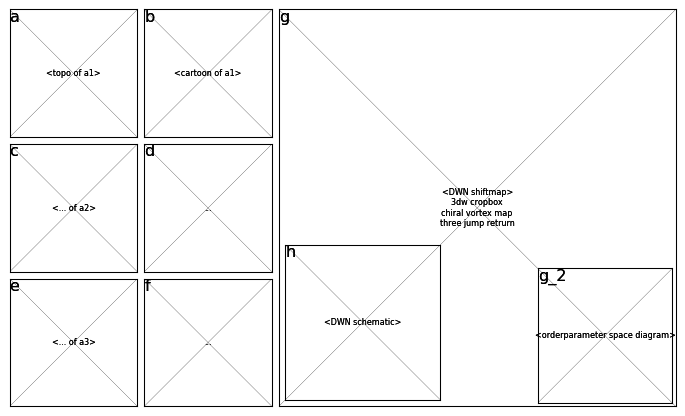 a
b
g
<topo of a1>
<cartoon of a1>
c
d
<... of a2>
...
<DWN shiftmap>
3dw cropbox
chiral vortex map
three jump retrum
h
g_2
e
f
<... of a3>
...
<DWN schematic>
<orderparameter space diagram>